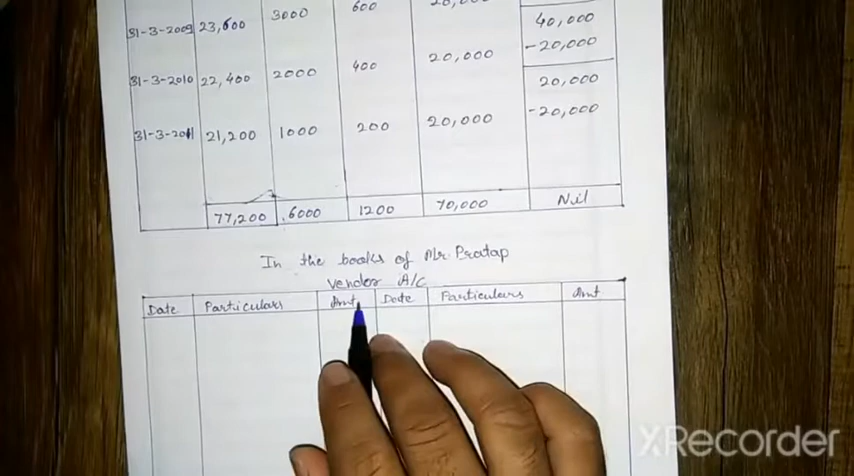 31-3-2009 23,600 3000 600 20,000 40,000
-20,000
31-3-2010 22,400 2000 400 20,000 20,000
31-3-2011 21,200 1000 200 20,000 -20,000
77,200 6000 1200 70,000 Nil
In the books of Mr Pratap
Vendor A/C
Date Particulars Amt Date Particulars Amt
XRecorder